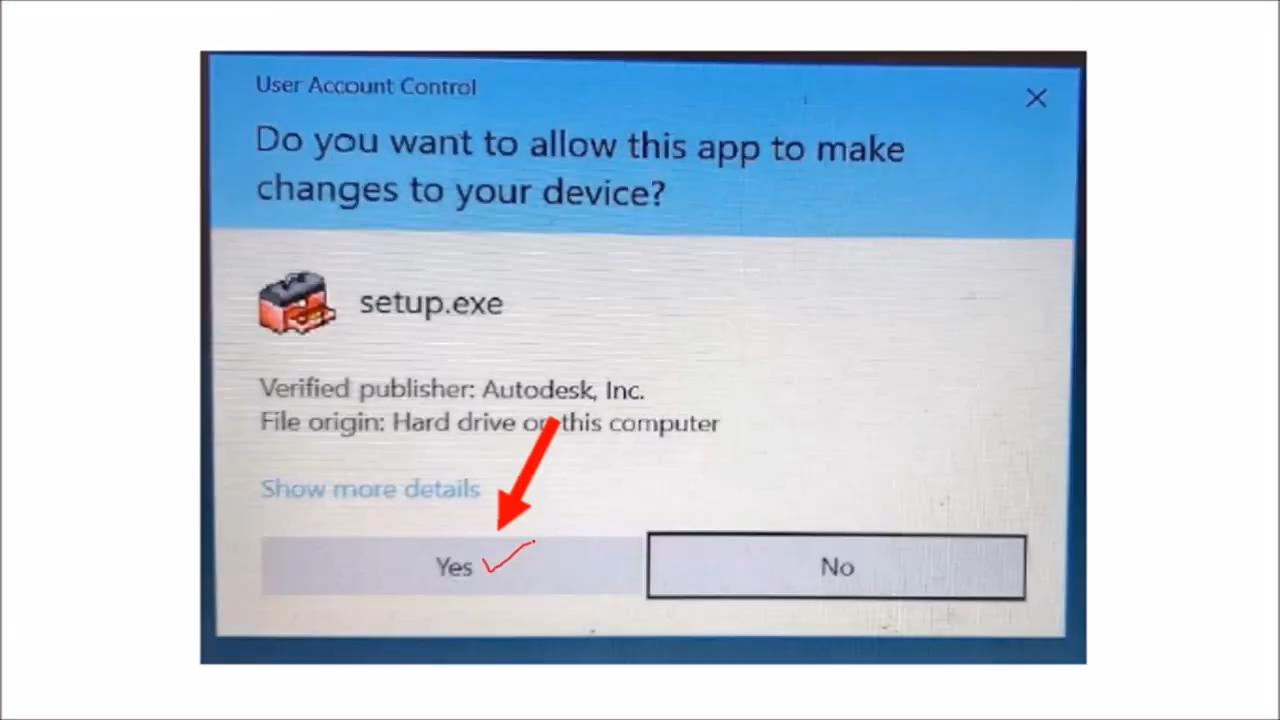 User Account Control
Do you want to allow this app to make
changes to your device?
setup.exe
Verified publisher: Autodesk, Inc.
File origin: Hard drive on this computer
Show more details
Yes
No